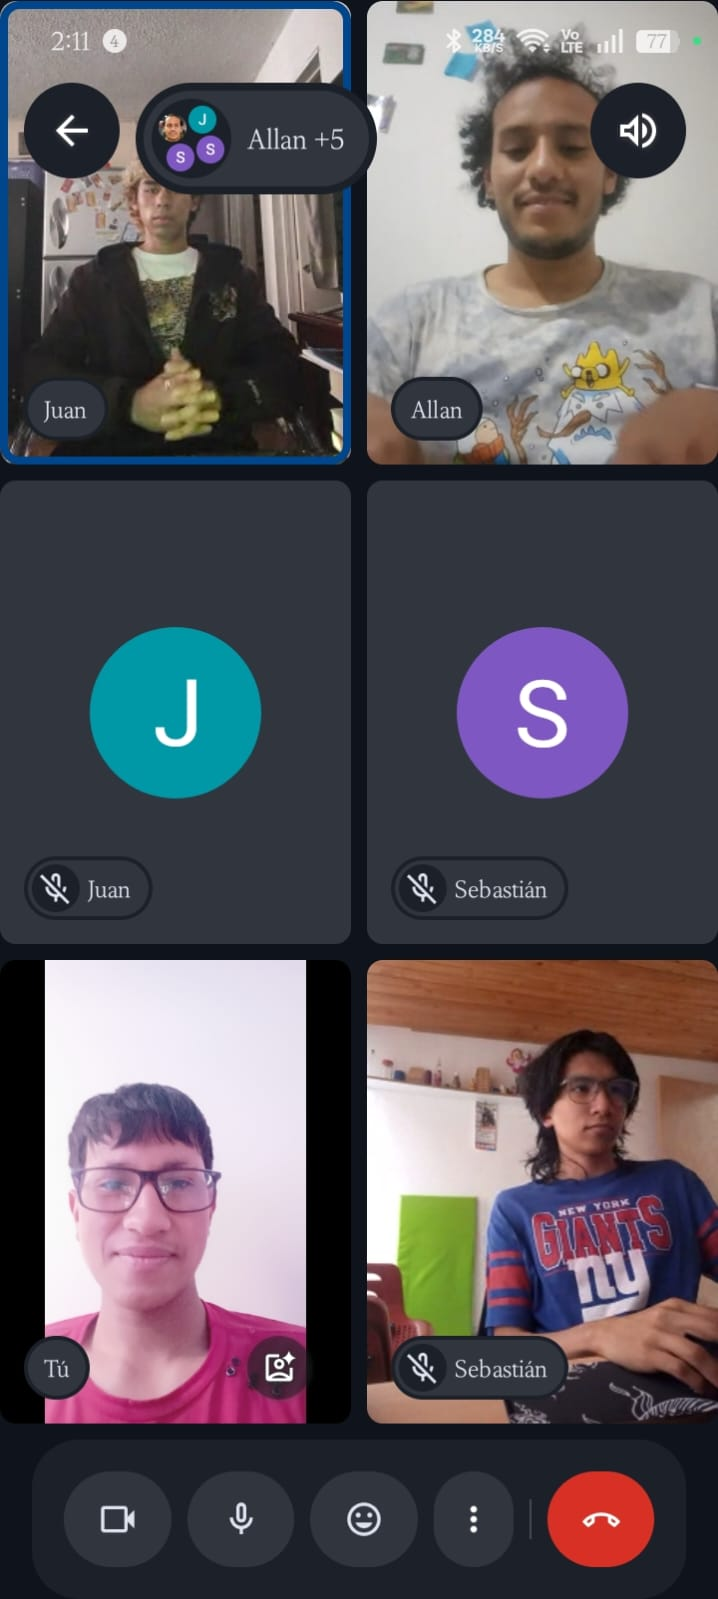 2:11 4
284 KB/S Vo LTE 77
J S S Allan +5
Juan
Allan
J
S
Juan
Sebastián
NEW YORK
GIANTS
ny
Tú
Sebastián